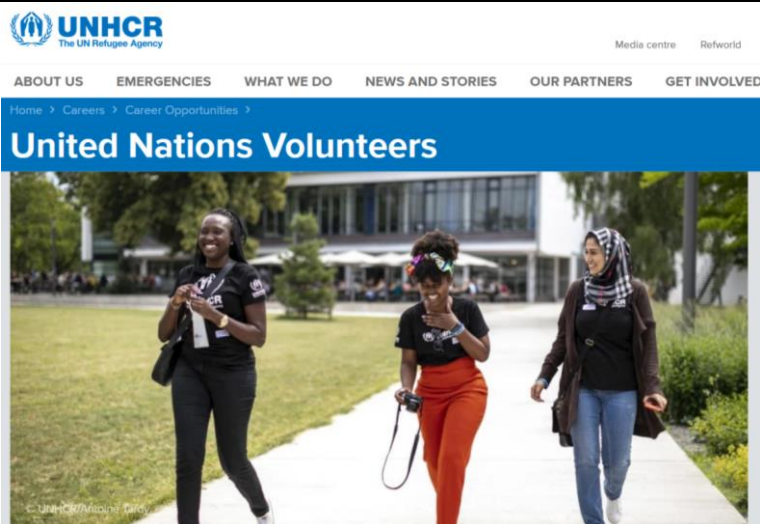 UNHCR
The UN Refugee Agency
Media centre Refworld
ABOUT US EMERGENCIES WHAT WE DO NEWS AND STORIES OUR PARTNERS GET INVOLVED
Home > Careers > Career Opportunities >
United Nations Volunteers
© UNHCR/Antoine Tardy